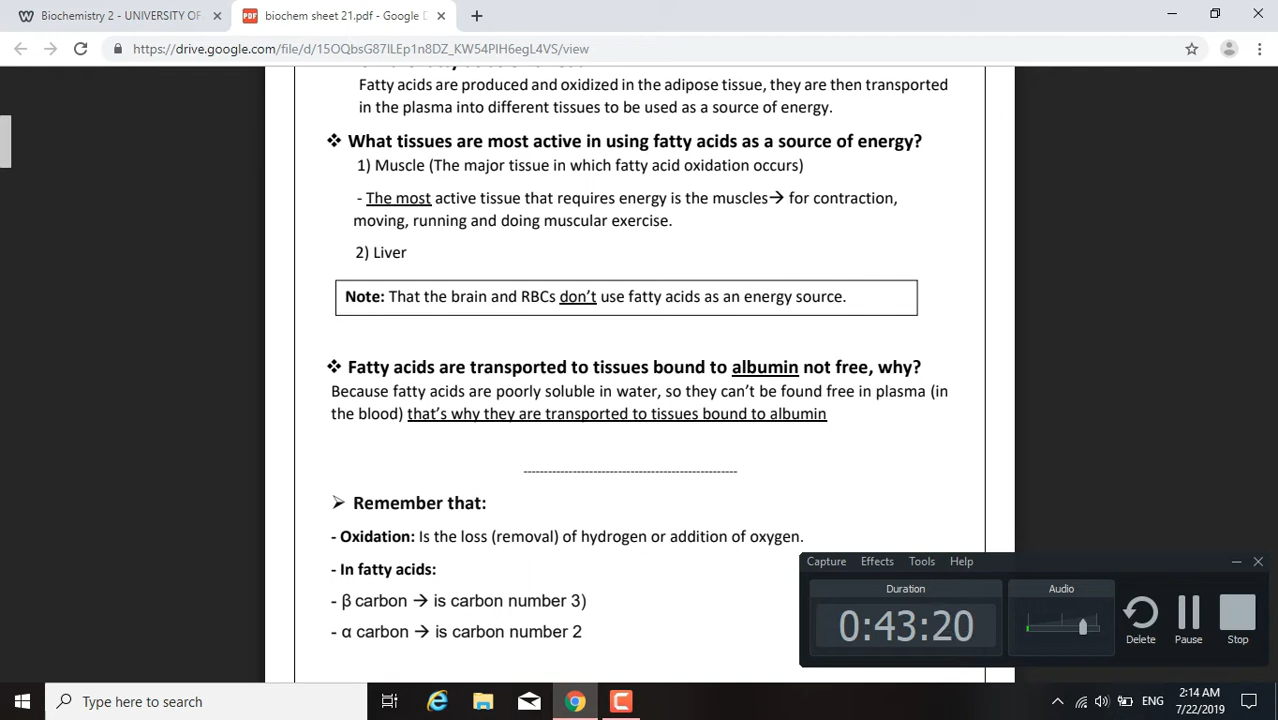 Biochemistry 2 - UNIVERSITY OF
biochem sheet 21.pdf - Google D
https://drive.google.com/file/d/15OQbsG87ILEp1n8DZ_KW54PlH6egL4VS/view
Fatty acids are produced and oxidized in the adipose tissue, they are then transported
in the plasma into different tissues to be used as a source of energy.
❖ What tissues are most active in using fatty acids as a source of energy?
1) Muscle (The major tissue in which fatty acid oxidation occurs)
- The most active tissue that requires energy is the muscles→ for contraction,
moving, running and doing muscular exercise.
2) Liver
Note: That the brain and RBCs don't use fatty acids as an energy source.
❖ Fatty acids are transported to tissues bound to albumin not free, why?
Because fatty acids are poorly soluble in water, so they can't be found free in plasma (in
the blood) that's why they are transported to tissues bound to albumin
---------------------------------------------------
➢ Remember that:
- Oxidation: Is the loss (removal) of hydrogen or addition of oxygen.
- In fatty acids:
- β carbon → is carbon number 3)
- α carbon → is carbon number 2
Capture Effects Tools Help
Duration Audio
0:43:20
Delete Pause Stop
Type here to search
ENG
2:14 AM
7/22/2019